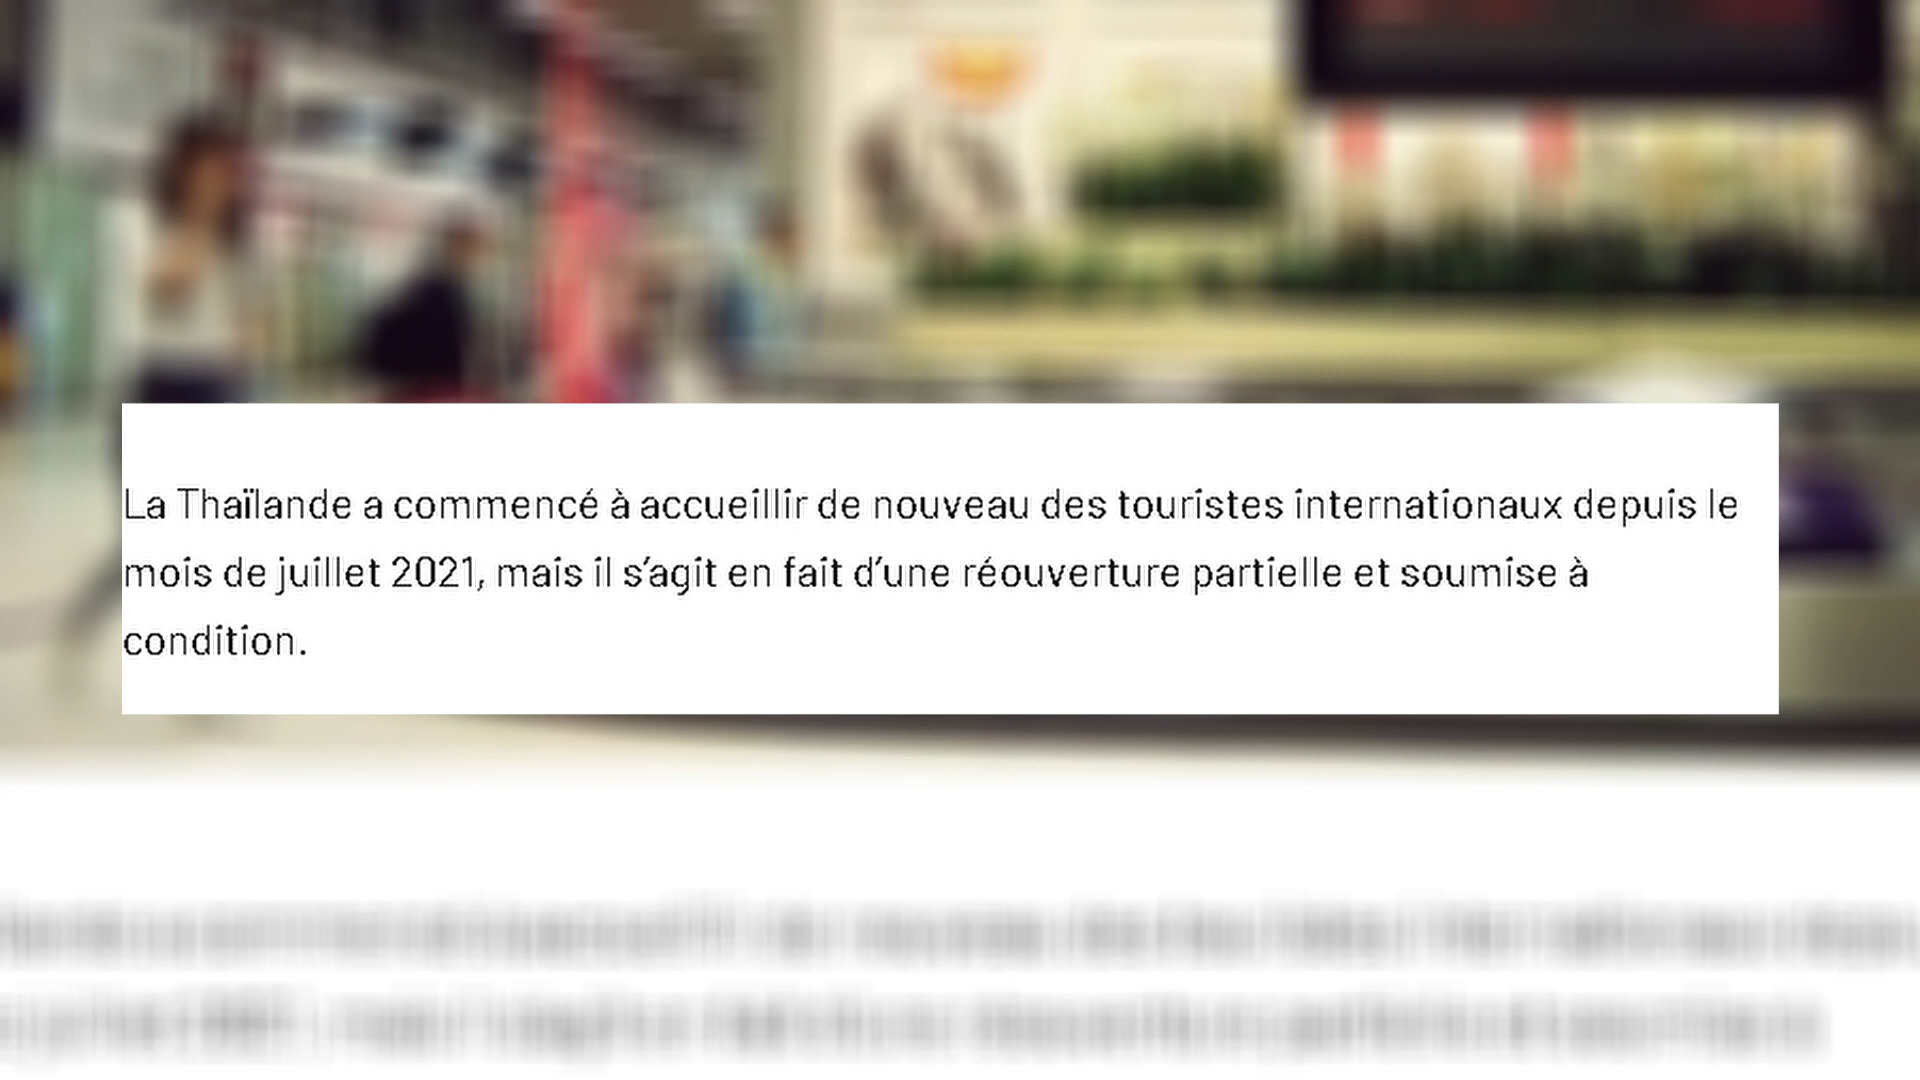 La Thaïlande a commencé à accueillir de nouveau des touristes internationaux depuis le
mois de juillet 2021, mais il s’agit en fait d’une réouverture partielle et soumise à
condition.